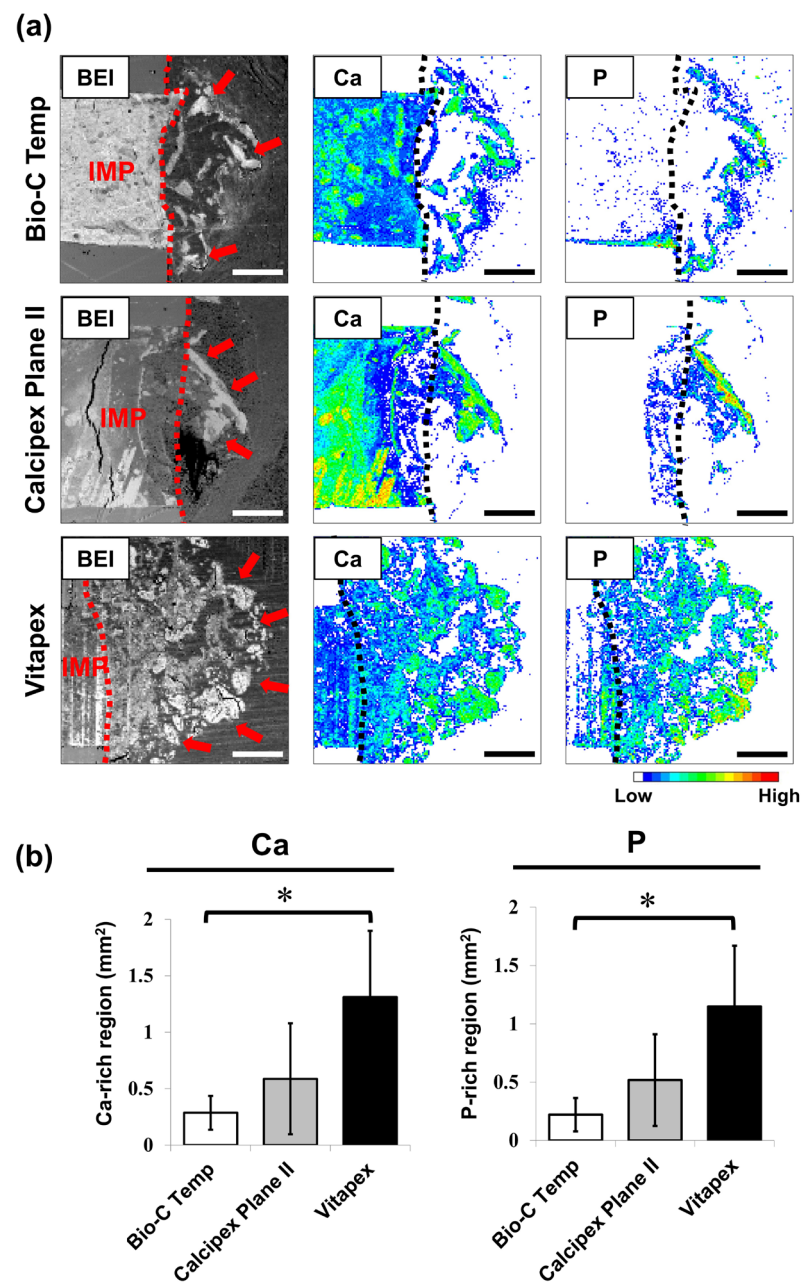 (a)
Bio-C Temp
BEI
IMP
Ca
P
Calcipex Plane II
BEI
IMP
Ca
P
Vitapex
BEI
IMP
Ca
P
Low High
(b)
Ca
Ca-rich region (mm²)
2
1.5
1
0.5
0
*
Bio-C Temp
Calcipex Plane II
Vitapex
P
P-rich region (mm²)
2
1.5
1
0.5
0
*
Bio-C Temp
Calcipex Plane II
Vitapex